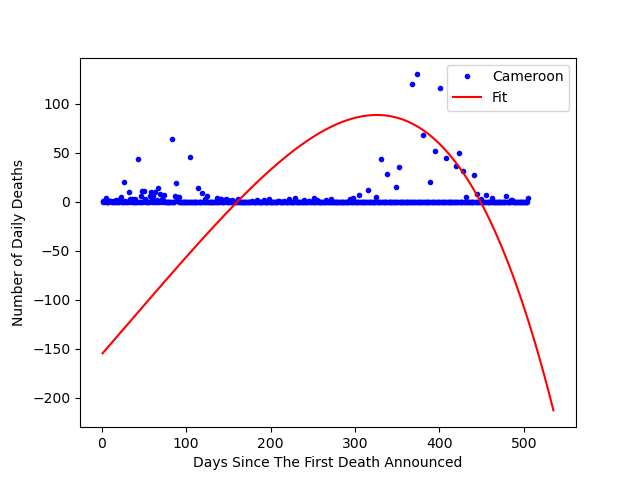 Cameroon
Fit
100
50
0
−50
−100
−150
−200
Number of Daily Deaths
0 100 200 300 400 500
Days Since The First Death Announced